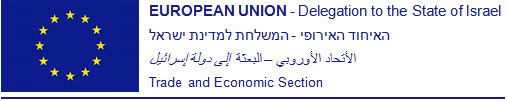 EUROPEAN UNION - Delegation to the State of Israel
האיחוד האירופי - המשלחת למדינת ישראל
الأتحاد الأوروبي – البعثة إلى دولة إسرائيل
Trade and Economic Section